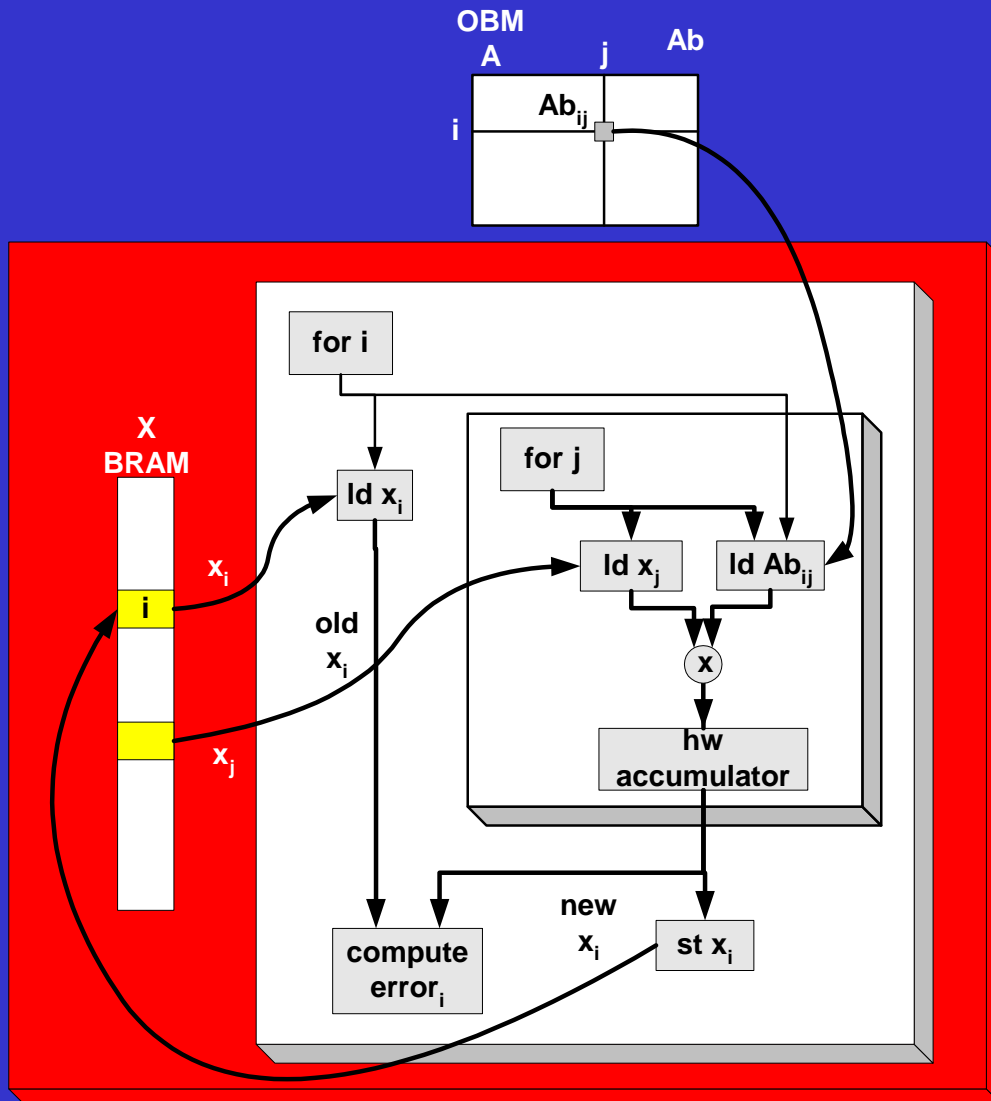 OBM
A
j
Ab
Ab_ij
i
for i
X
BRAM
for j
ld x_i
ld x_j
ld Ab_ij
x_i
i
old
x_i
x
x_j
hw
accumulator
new
x_i
compute
error_i
st x_i